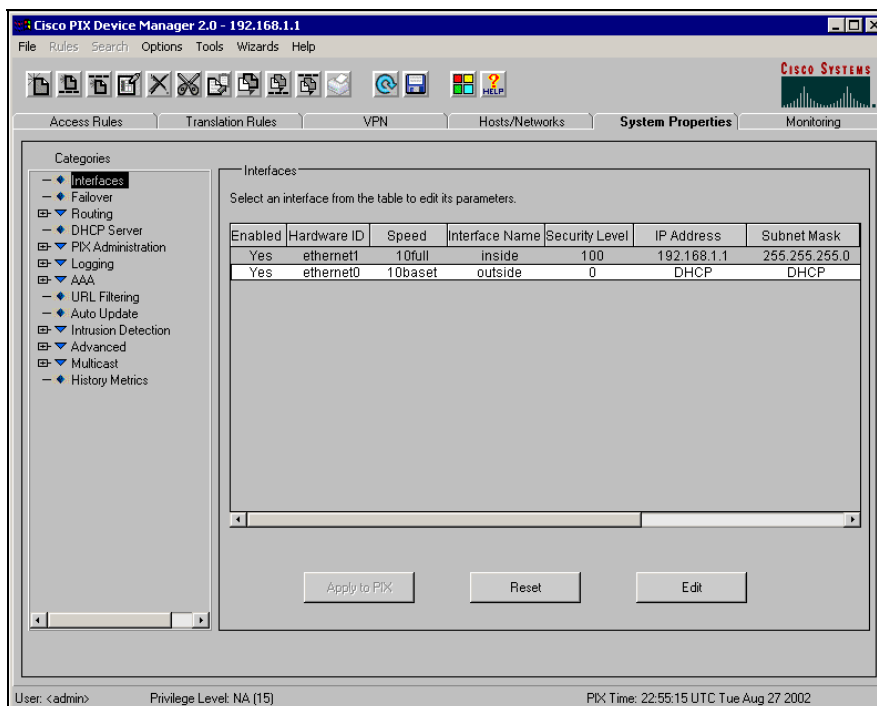 Cisco PIX Device Manager 2.0 - 192.168.1.1
File Rules Search Options Tools Wizards Help
HELP
CISCO SYSTEMS
Access Rules Translation Rules VPN Hosts/Networks System Properties Monitoring
Categories
Interfaces
Failover
Routing
DHCP Server
PIX Administration
Logging
AAA
URL Filtering
Auto Update
Intrusion Detection
Advanced
Multicast
History Metrics
Interfaces
Select an interface from the table to edit its parameters.
Enabled Hardware ID Speed Interface Name Security Level IP Address Subnet Mask
Yes ethernet1 10full inside 100 192.168.1.1 255.255.255.0
Yes ethernet0 10baset outside 0 DHCP DHCP
Apply to PIX Reset Edit
User: <admin> Privilege Level: NA (15) PIX Time: 22:55:15 UTC Tue Aug 27 2002